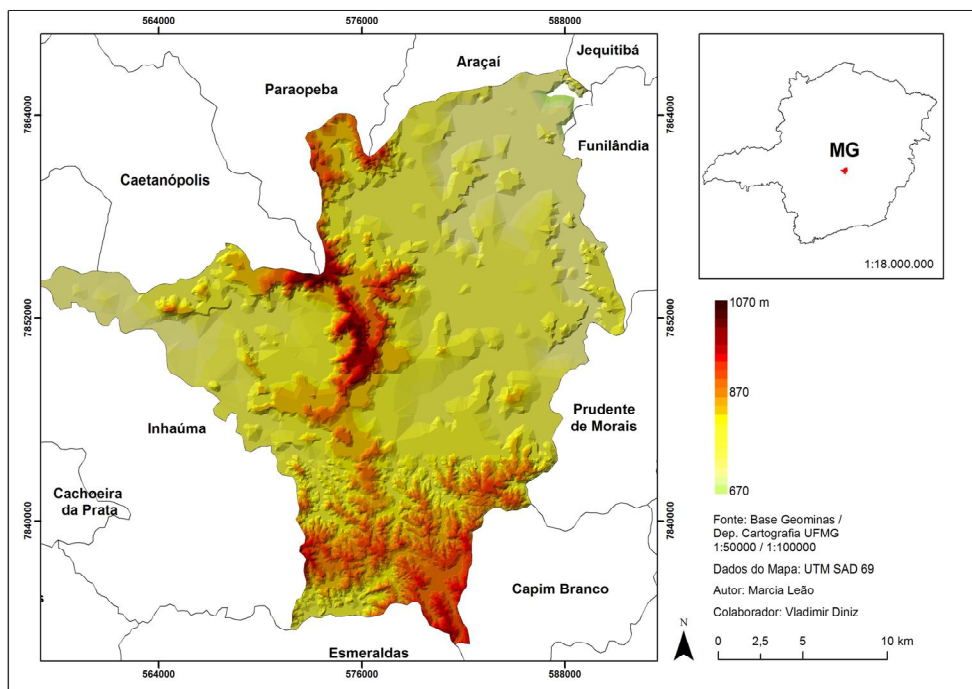 564000
576000
588000
Jequitibá
Araçaí
Paraopeba
7864000
7864000
Funilândia
MG
Caetanópolis
1:18.000.000
1070 m
7852000
7852000
870
Prudente
de Morais
Inhaúma
670
Cachoeira
da Prata
7840000
7840000
Fonte: Base Geominas /
Dep. Cartografia UFMG
1:50000 / 1:100000
Dados do Mapa: UTM SAD 69
Autor: Marcia Leão
Capim Branco
s
Colaborador: Vladimir Diniz
N
0 2,5 5 10 km
Esmeraldas
564000
576000
588000